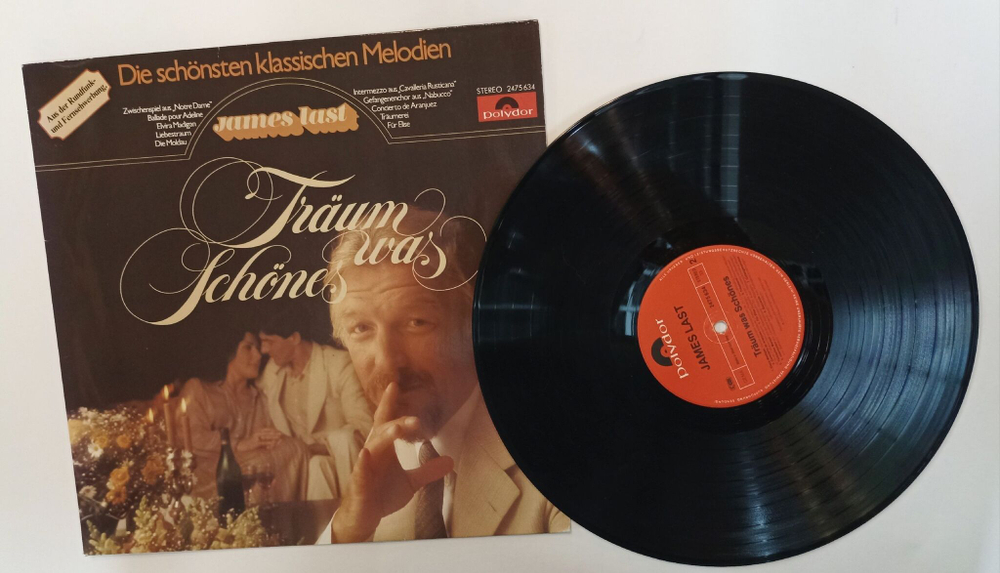 Die schönsten klassischen Melodien
Aus der Rundfunk-
und Fernsehwerbung
Zwischenspiel aus „Notre Dame"
Ballade pour Adeline
Elvira Madigan
Liebestraum
Die Moldau
james last
Intermezzo aus „Cavalleria Rusticana"
Gefangenenchor aus „Nabucco"
Concierto de Aranjuez
Träumerei
Für Elise
STEREO 2475 634
Polydor
Träum
was
Schönes
Polydor
JAMES LAST
Träum was Schönes